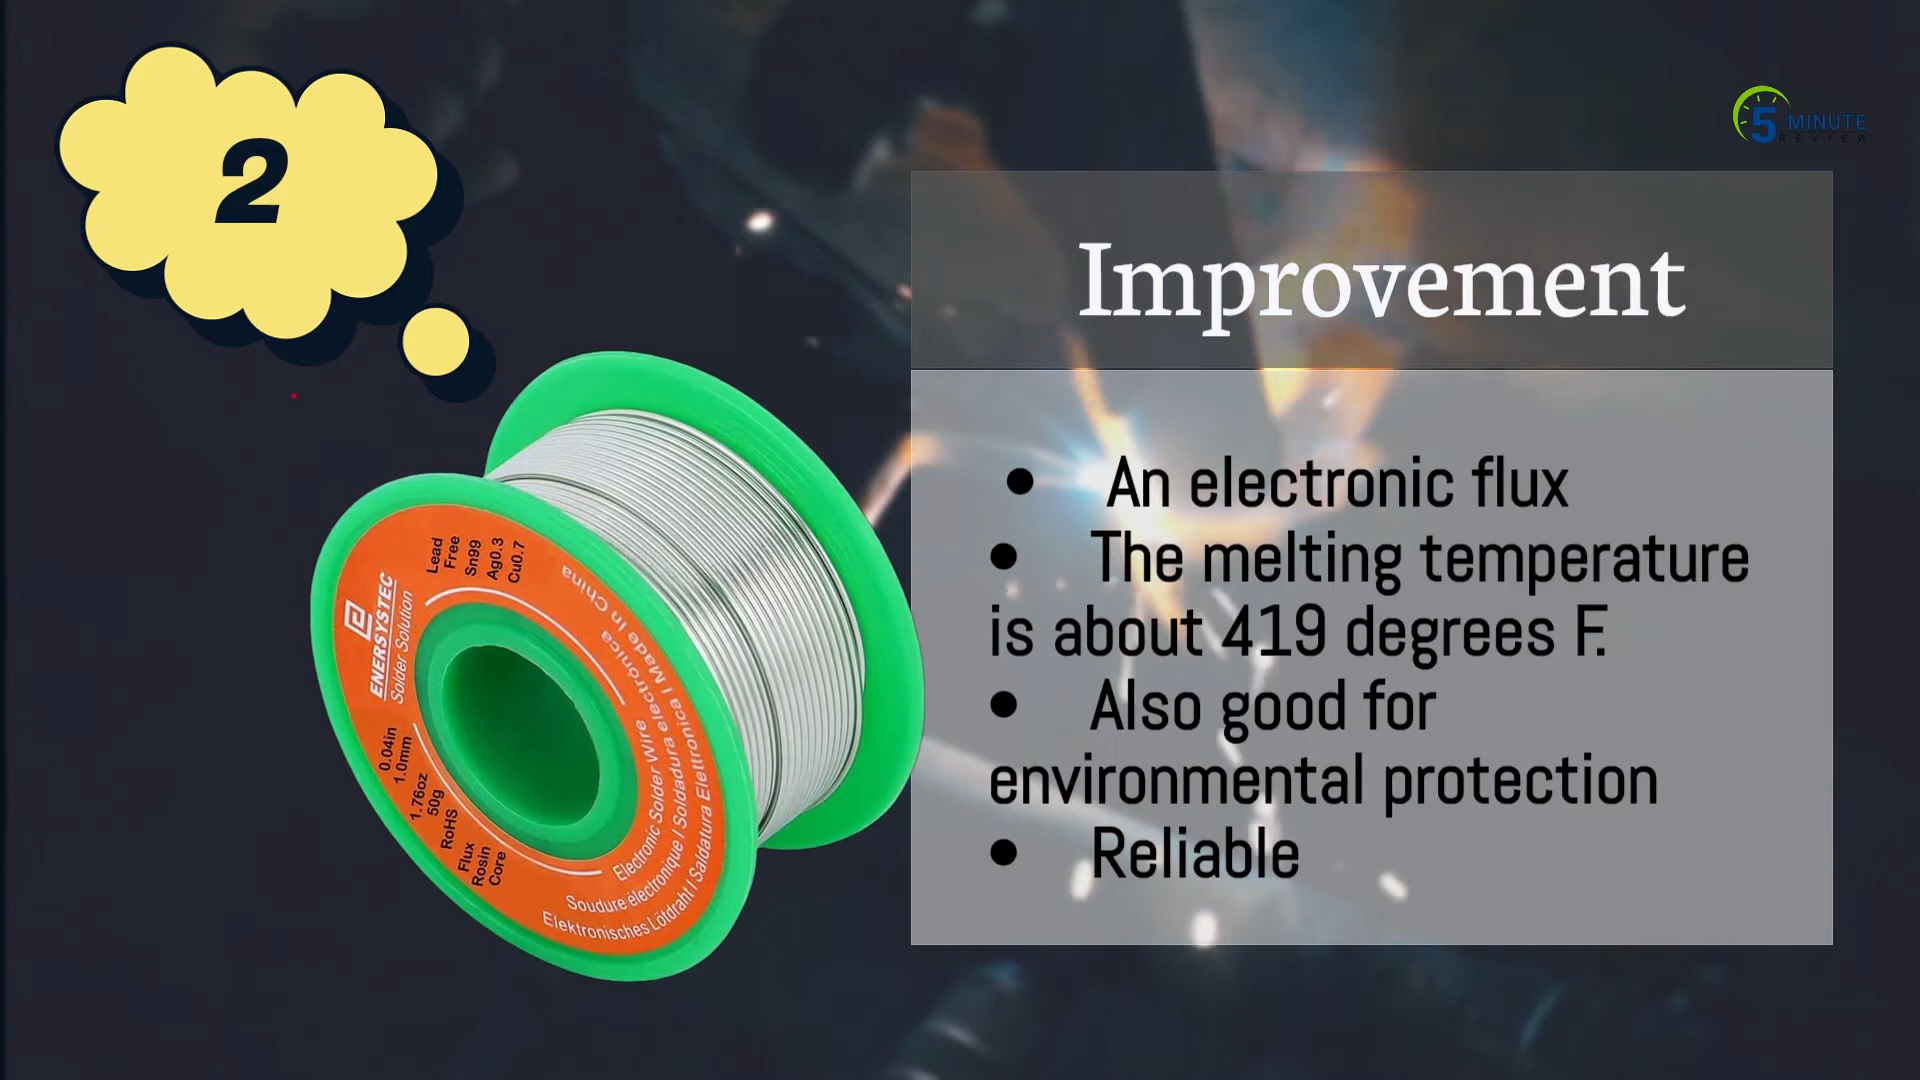 2
5
MINUTE
REVIEW
Improvement
• An electronic flux
• The melting temperature
is about 419 degrees F.
• Also good for
environmental protection
• Reliable
ENERSYSTEC
Solder Solution
Lead
Free
Sn99
Ag0.3
Cu0.7
0.04in
1.0mm
1.76oz
50g
RoHS
Flux
Rosin
Core
Electronic Solder Wire
Soudure électronique / Soldadura electrónica
Elektronisches Lötdraht / Saldatura Elettronica / Made In China